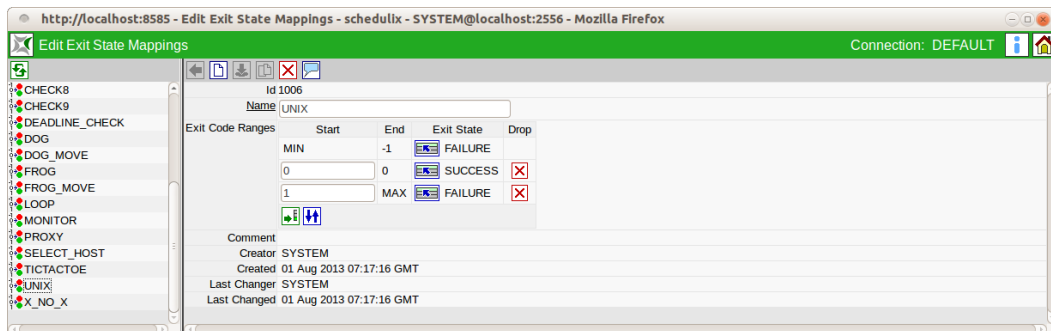 http://localhost:8585 - Edit Exit State Mappings - schedulix - SYSTEM@localhost:2556 - Mozilla Firefox
Edit Exit State Mappings Connection: DEFAULT
CHECK8
CHECK9
DEADLINE_CHECK
DOG
DOG_MOVE
FROG
FROG_MOVE
LOOP
MONITOR
PROXY
SELECT_HOST
TICTACTOE
UNIX
X_NO_X
Id 1006
Name UNIX
Exit Code Ranges Start End Exit State Drop
MIN -1 FAILURE
0 0 SUCCESS
1 MAX FAILURE
Comment
Creator SYSTEM
Created 01 Aug 2013 07:17:16 GMT
Last Changer SYSTEM
Last Changed 01 Aug 2013 07:17:16 GMT